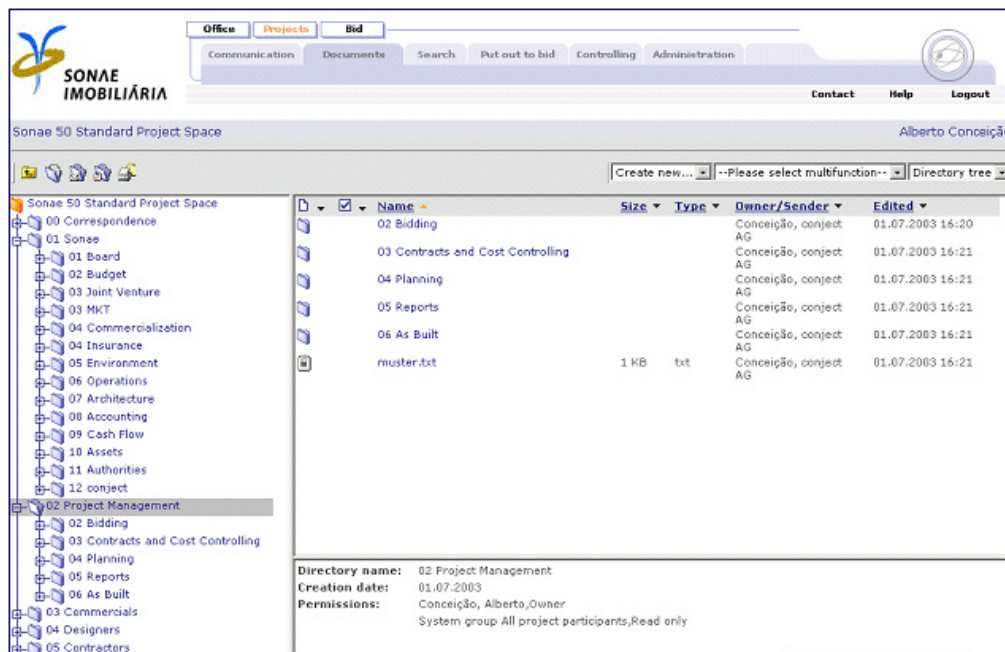 Office Projects Bid
Communication Documents Search Put out to bid Controlling Administration
SONAE
IMOBILIÁRIA
Contact Help Logout
Sonae 50 Standard Project Space Alberto Conceiçã
Create new... --Please select multifunction-- Directory tree
Sonae 50 Standard Project Space
00 Correspondence
01 Sonae
01 Board
02 Budget
03 Joint Venture
03 MKT
04 Commercialization
04 Insurance
05 Environment
06 Operations
07 Architecture
08 Accounting
09 Cash Flow
10 Assets
11 Authorities
12 conject
02 Project Management
02 Bidding
03 Contracts and Cost Controlling
04 Planning
05 Reports
06 As Built
03 Commercials
04 Designers
05 Contractors
Name Size Type Owner/Sender Edited
02 Bidding Conceição, conject 01.07.2003 16:20
AG
03 Contracts and Cost Controlling Conceição, conject 01.07.2003 16:21
AG
04 Planning Conceição, conject 01.07.2003 16:21
AG
05 Reports Conceição, conject 01.07.2003 16:21
AG
06 As Built Conceição, conject 01.07.2003 16:21
AG
muster.txt 1 KB txt Conceição, conject 01.07.2003 16:21
AG
Directory name: 02 Project Management
Creation date: 01.07.2003
Permissions: Conceição, Alberto,Owner
System group All project participants,Read only